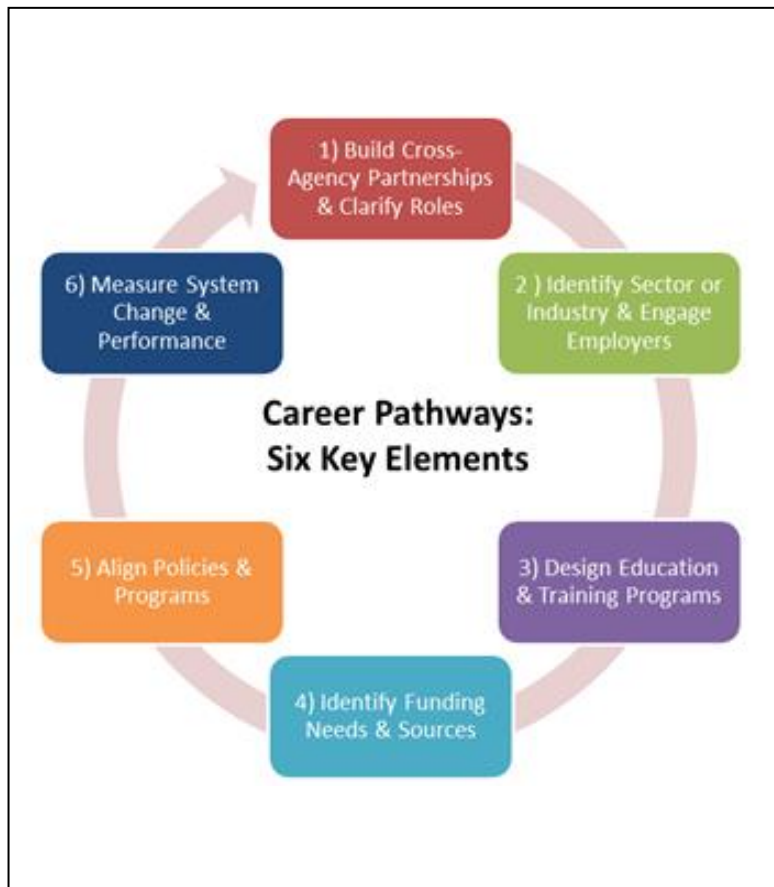 1) Build Cross-
Agency Partnerships
& Clarify Roles
2 ) Identify Sector or
Industry & Engage
Employers
3) Design Education
& Training Programs
4) Identify Funding
Needs & Sources
5) Align Policies &
Programs
6) Measure System
Change &
Performance
Career Pathways:
Six Key Elements